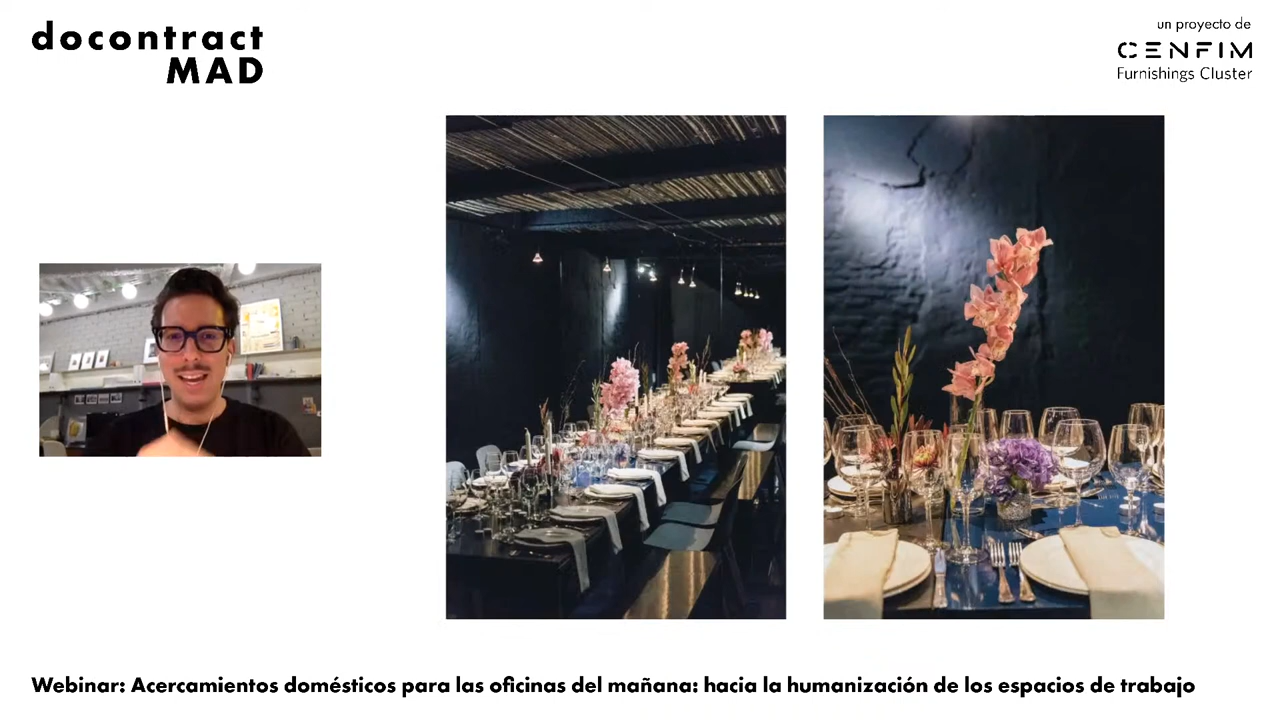 docontract
MAD
un proyecto de
CENFIM
Furnishings Cluster
Webinar: Acercamientos domésticos para las oficinas del mañana: hacia la humanización de los espacios de trabajo